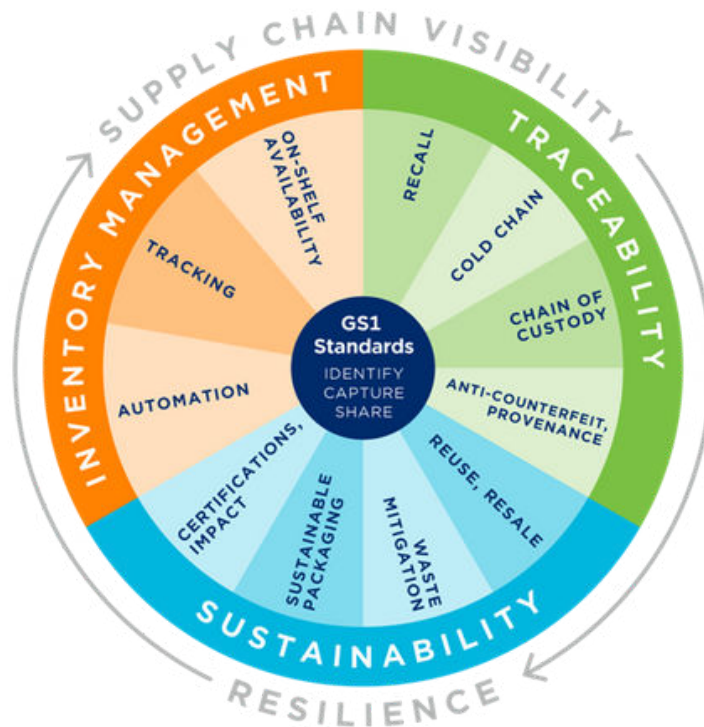 SUPPLY CHAIN VISIBILITY
INVENTORY MANAGEMENT
TRACEABILITY
ON-SHELF
AVAILABILITY
RECALL
TRACKING
COLD CHAIN
CHAIN OF
CUSTODY
AUTOMATION
GS1
Standards
IDENTIFY
CAPTURE
SHARE
ANTI-COUNTERFEIT,
PROVENANCE
CERTIFICATIONS,
IMPACT
SUSTAINABLE
PACKAGING
WASTE
MITIGATION
REUSE, RESALE
SUSTAINABILITY
RESILIENCE